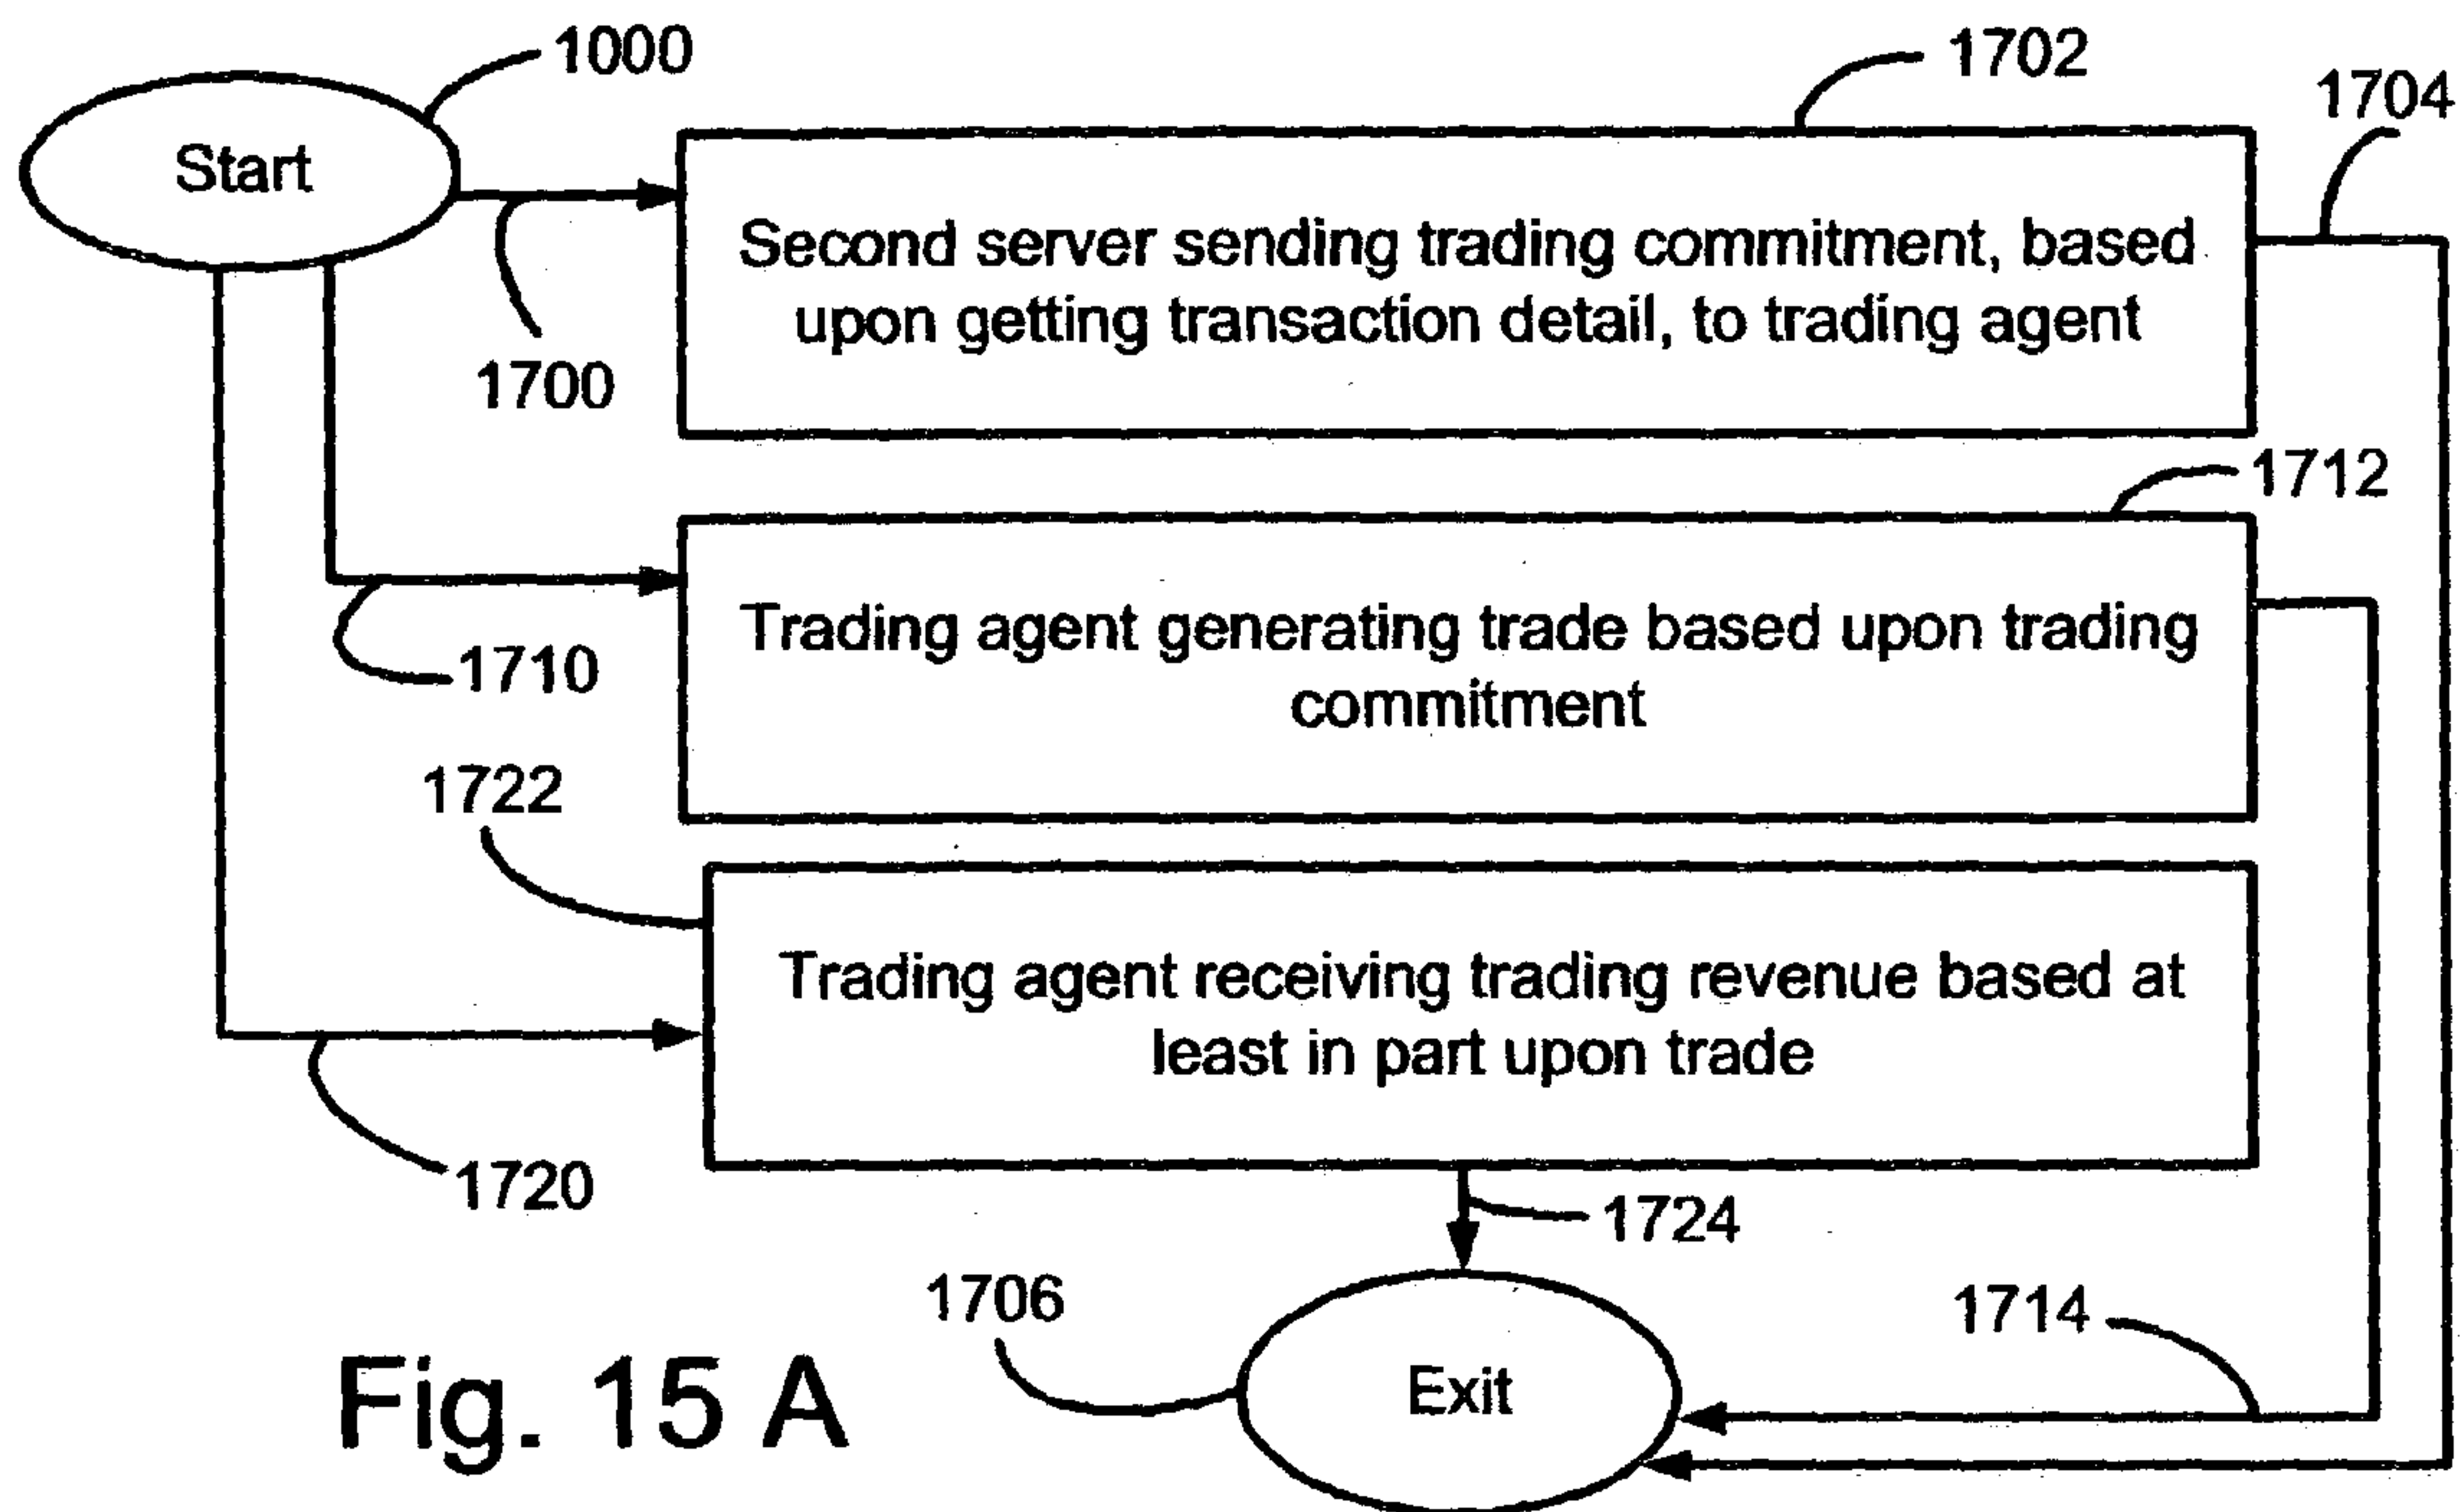 1000
1702
1704
Start
Second server sending trading commitment, based
upon getting transaction detail, to trading agent
1700
1712
Trading agent generating trade based upon trading
commitment
1710
1722
Trading agent receiving trading revenue based at
least in part upon trade
1720
1724
1706
1714
Exit
Fig. 15 A